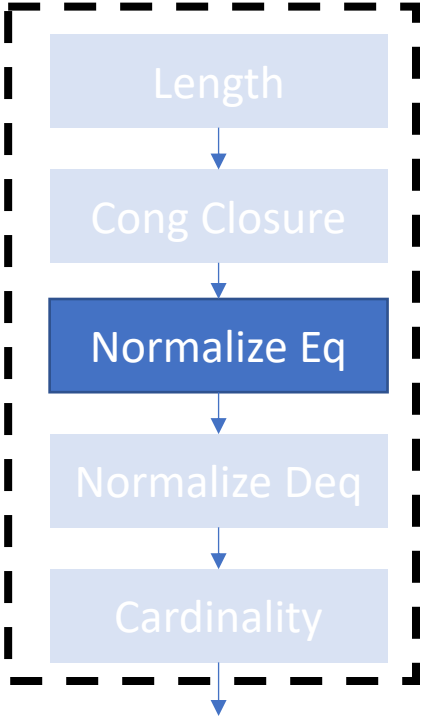 Length
Cong Closure
Normalize Eq
Normalize Deq
Cardinality